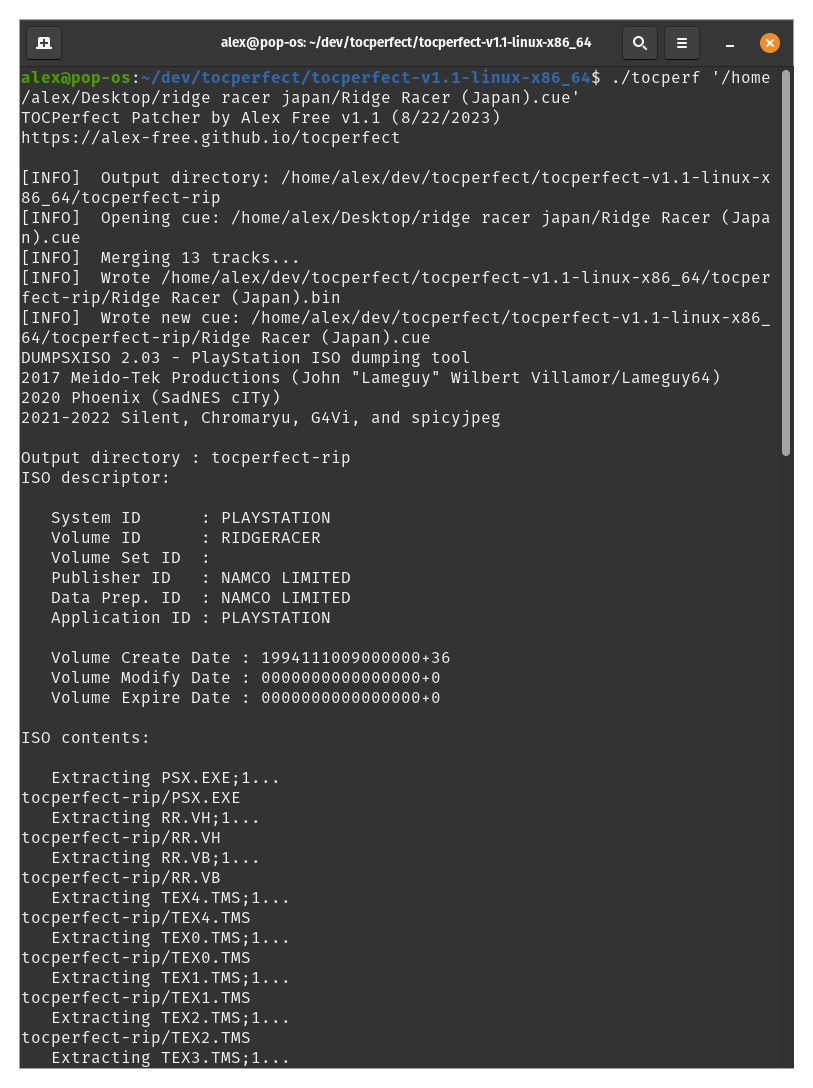 alex@pop-os: ~/dev/tocperfect/tocperfect-v1.1-linux-x86_64
alex@pop-os:~/dev/tocperfect/tocperfect-v1.1-linux-x86_64$ ./tocperf '/home
/alex/Desktop/ridge racer japan/Ridge Racer (Japan).cue'
TOCPerfect Patcher by Alex Free v1.1 (8/22/2023)
https://alex-free.github.io/tocperfect

[INFO]  Output directory: /home/alex/dev/tocperfect/tocperfect-v1.1-linux-x
86_64/tocperfect-rip
[INFO]  Opening cue: /home/alex/Desktop/ridge racer japan/Ridge Racer (Japa
n).cue
[INFO]  Merging 13 tracks...
[INFO]  Wrote /home/alex/dev/tocperfect/tocperfect-v1.1-linux-x86_64/tocper
fect-rip/Ridge Racer (Japan).bin
[INFO]  Wrote new cue: /home/alex/dev/tocperfect/tocperfect-v1.1-linux-x86_
64/tocperfect-rip/Ridge Racer (Japan).cue
DUMPSXISO 2.03 - PlayStation ISO dumping tool
2017 Meido-Tek Productions (John "Lameguy" Wilbert Villamor/Lameguy64)
2020 Phoenix (SadNES cITy)
2021-2022 Silent, Chromaryu, G4Vi, and spicyjpeg

Output directory : tocperfect-rip
ISO descriptor:

   System ID      : PLAYSTATION
   Volume ID      : RIDGERACER
   Volume Set ID  :
   Publisher ID   : NAMCO LIMITED
   Data Prep. ID  : NAMCO LIMITED
   Application ID : PLAYSTATION

   Volume Create Date : 1994111009000000+36
   Volume Modify Date : 0000000000000000+0
   Volume Expire Date : 0000000000000000+0

ISO contents:

   Extracting PSX.EXE;1...
tocperfect-rip/PSX.EXE
   Extracting RR.VH;1...
tocperfect-rip/RR.VH
   Extracting RR.VB;1...
tocperfect-rip/RR.VB
   Extracting TEX4.TMS;1...
tocperfect-rip/TEX4.TMS
   Extracting TEX0.TMS;1...
tocperfect-rip/TEX0.TMS
   Extracting TEX1.TMS;1...
tocperfect-rip/TEX1.TMS
   Extracting TEX2.TMS;1...
tocperfect-rip/TEX2.TMS
   Extracting TEX3.TMS;1...